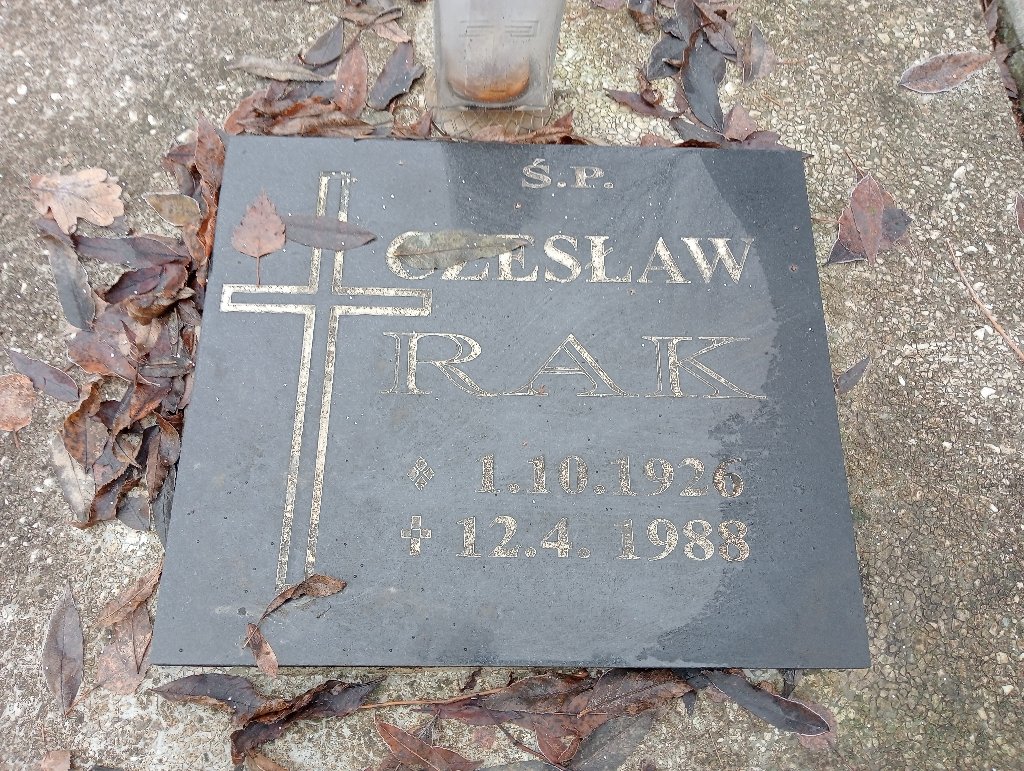 Ś.P.
CZESŁAW
RAK
1.10.1926
12.4. 1988